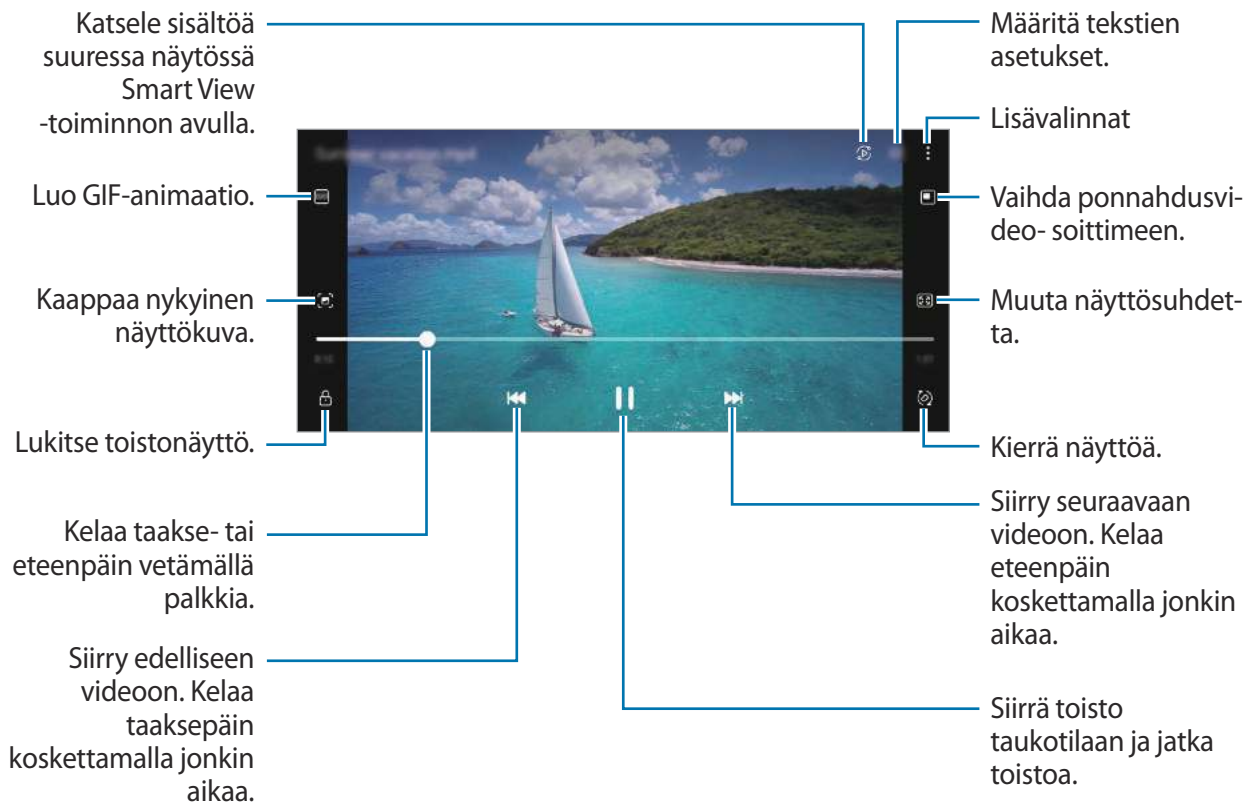 Katsele sisältöä
suuressa näytössä
Smart View
-toiminnon avulla.
Luo GIF-animaatio.
Kaappaa nykyinen
näyttökuva.
Lukitse toistonäyttö.
Kelaa taakse- tai
eteenpäin vetämällä
palkkia.
Siirry edelliseen
videoon. Kelaa
taaksepäin
koskettamalla jonkin
aikaa.
Määritä tekstien
asetukset.
Lisävalinnat
Vaihda ponnahdusvi-
deo- soittimeen.
Muuta näyttösuhdet-
ta.
Kierrä näyttöä.
Siirry seuraavaan
videoon. Kelaa
eteenpäin
koskettamalla jonkin
aikaa.
Siirrä toisto
taukotilaan ja jatka
toistoa.